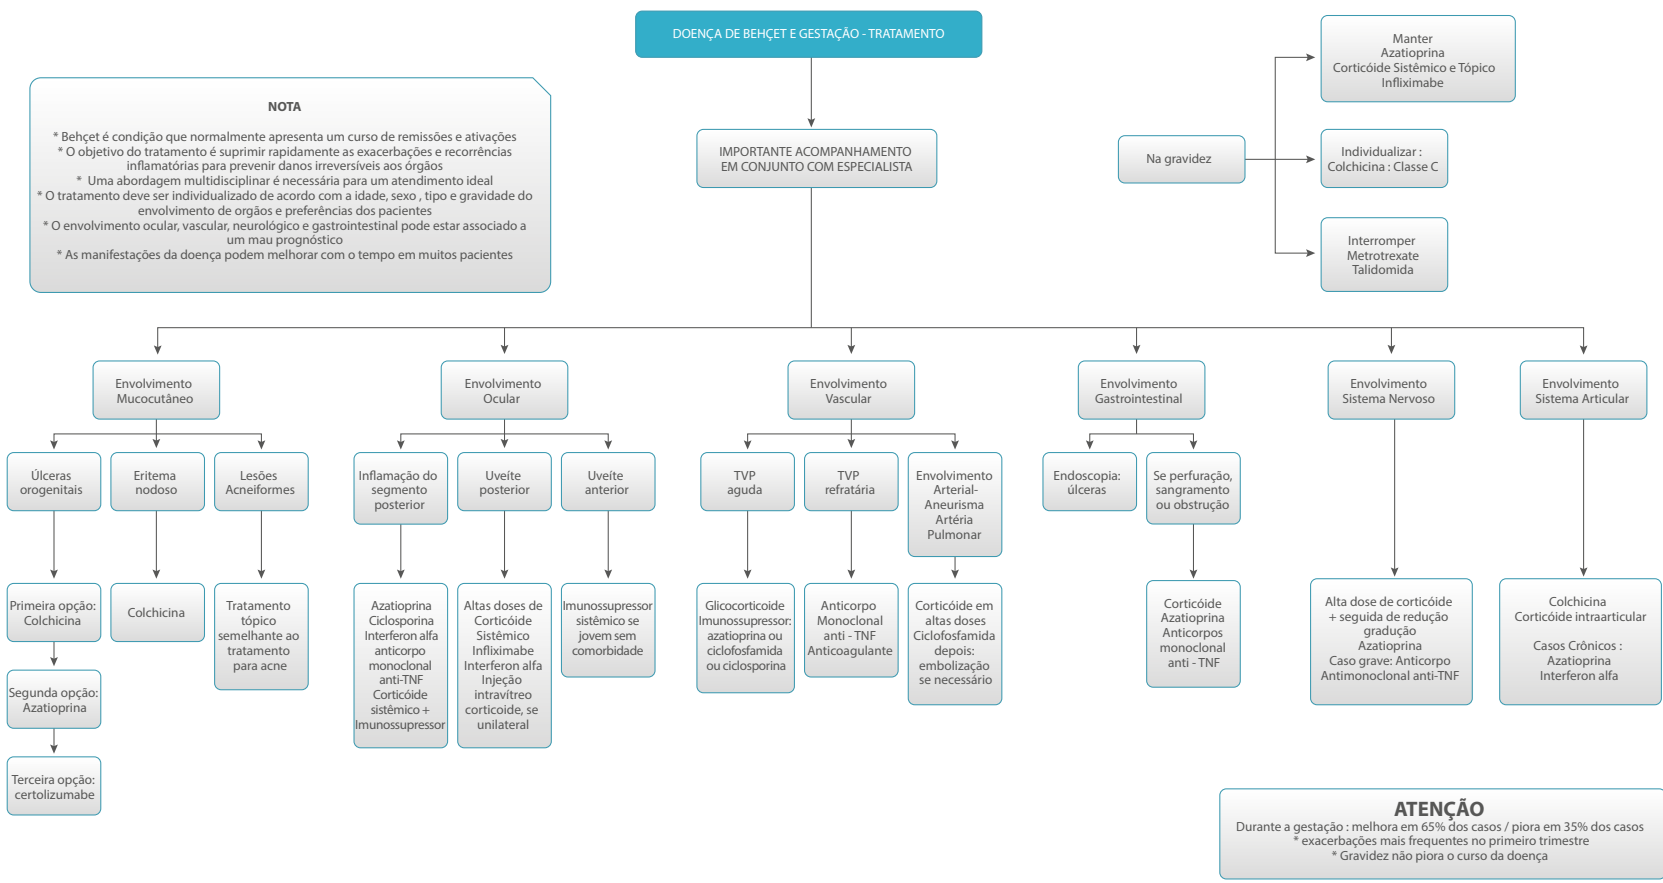 DOENÇA DE BEHÇET E GESTAÇÃO - TRATAMENTO
NOTA
* Behçet é condição que normalmente apresenta um curso de remissões e ativações
* O objetivo do tratamento é suprimir rapidamente as exacerbações e recorrências
inflamatórias para prevenir danos irreversíveis aos órgãos
* Uma abordagem multidisciplinar é necessária para um atendimento ideal
* O tratamento deve ser individualizado de acordo com a idade, sexo , tipo e gravidade do
envolvimento de orgãos e preferências dos pacientes
* O envolvimento ocular, vascular, neurológico e gastrointestinal pode estar associado a
um mau prognóstico
* As manifestações da doença podem melhorar com o tempo em muitos pacientes
IMPORTANTE ACOMPANHAMENTO
EM CONJUNTO COM ESPECIALISTA
Na gravidez
Manter
Azatioprina
Corticóide Sistêmico e Tópico
Infliximabe
Individualizar :
Colchicina : Classe C
Interromper
Metrotrexate
Talidomida
Envolvimento
Mucocutâneo
Úlceras
orogenitais
Primeira opção:
Colchicina
Segunda opção:
Azatioprina
Terceira opção:
certolizumabe
Eritema
nodoso
Colchicina
Lesões
Acneiformes
Tratamento
tópico
semelhante ao
tratamento
para acne
Envolvimento
Ocular
Inflamação do
segmento
posterior
Azatioprina
Ciclosporina
Interferon alfa
anticorpo
monoclonal
anti-TNF
Corticóide
sistêmico +
Imunossupressor
Uveíte
posterior
Altas doses de
Corticóide
Sistêmico
Infliximabe
Interferon alfa
Injeção
intravítreo
corticoide, se
unilateral
Uveíte
anterior
Imunossupressor
sistêmico se
jovem sem
comorbidade
Envolvimento
Vascular
TVP
aguda
Glicocorticoide
Imunossupressor:
azatioprina ou
ciclofosfamida
ou ciclosporina
TVP
refratária
Anticorpo
Monoclonal
anti - TNF
Anticoagulante
Envolvimento
Arterial-
Aneurisma
Artéria
Pulmonar
Corticóide em
altas doses
Ciclofosfamida
depois:
embolização
se necessário
Envolvimento
Gastrointestinal
Endoscopia:
úlceras
Se perfuração,
sangramento
ou obstrução
Corticóide
Azatioprina
Anticorpos
monoclonal
anti - TNF
Envolvimento
Sistema Nervoso
Alta dose de corticóide
+ seguida de redução
gradução
Azatioprina
Caso grave: Anticorpo
Antimonoclonal anti-TNF
Envolvimento
Sistema Articular
Colchicina
Corticóide intraarticular
Casos Crônicos :
Azatioprina
Interferon alfa
ATENÇÃO
Durante a gestação : melhora em 65% dos casos / piora em 35% dos casos
* exacerbações mais frequentes no primeiro trimestre
* Gravidez não piora o curso da doença